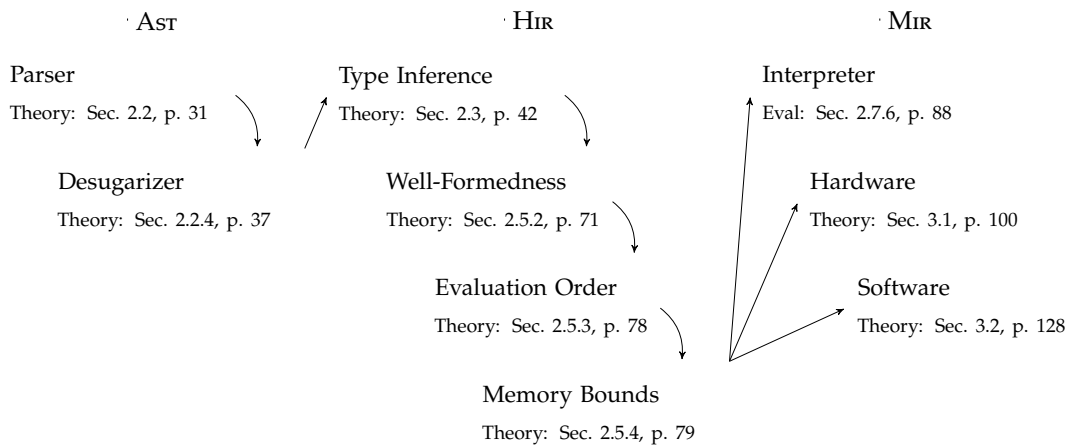 AST
HIR
MIR
Parser
Theory: Sec. 2.2, p. 31
Desugarizer
Theory: Sec. 2.2.4, p. 37
Type Inference
Theory: Sec. 2.3, p. 42
Well-Formedness
Theory: Sec. 2.5.2, p. 71
Evaluation Order
Theory: Sec. 2.5.3, p. 78
Memory Bounds
Theory: Sec. 2.5.4, p. 79
Interpreter
Eval: Sec. 2.7.6, p. 88
Hardware
Theory: Sec. 3.1, p. 100
Software
Theory: Sec. 3.2, p. 128